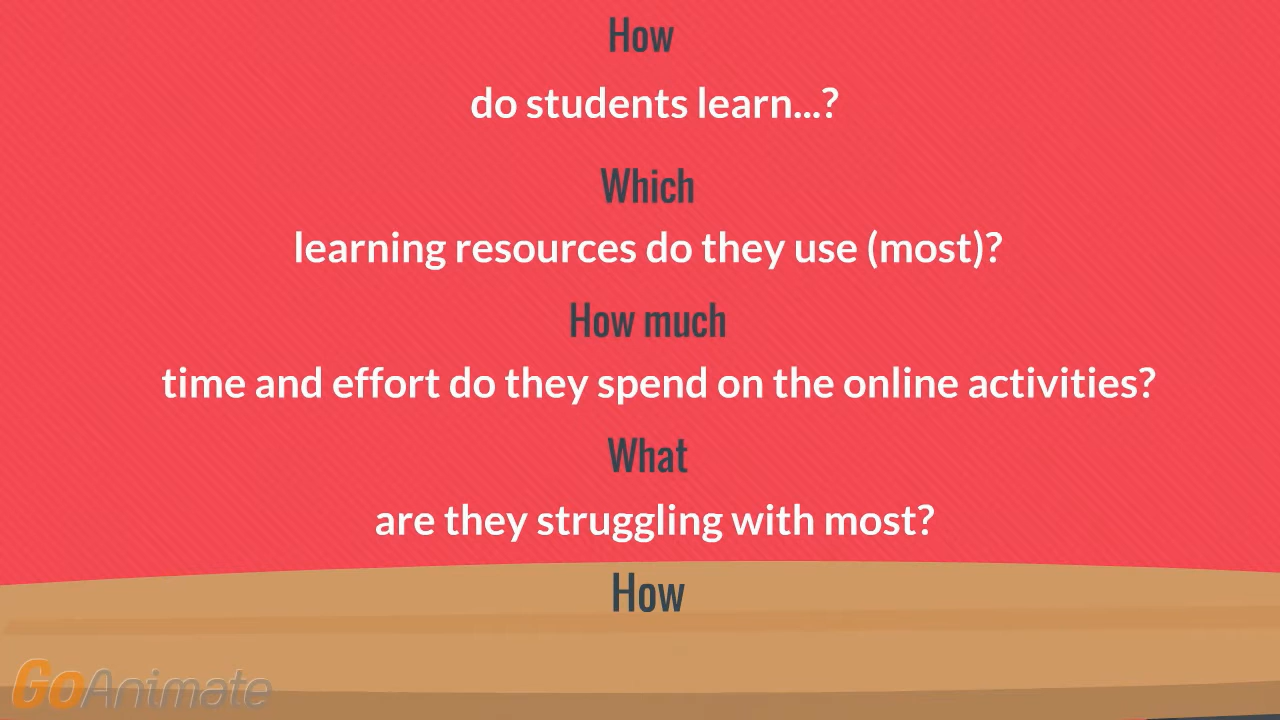 How
do students learn...?
Which
learning resources do they use (most)?
How much
time and effort do they spend on the online activities?
What
are they struggling with most?
How
GoAnimate